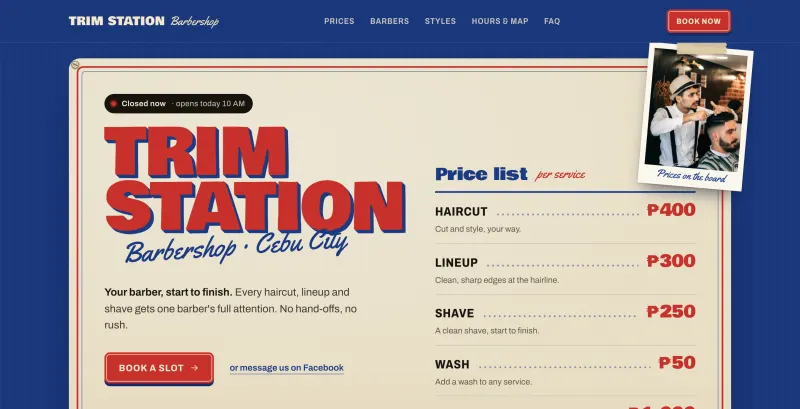 TRIM STATION Barbershop
PRICES BARBERS STYLES HOURS & MAP FAQ
BOOK NOW
Closed now · opens today 10 AM
TRIM
STATION
Barbershop · Cebu City
Your barber, start to finish. Every haircut, lineup and
shave gets one barber's full attention. No hand-offs, no
rush.
BOOK A SLOT →
or message us on Facebook
Prices on the board
Price list per service
HAIRCUT ₱400
Cut and style, your way.
LINEUP ₱300
Clean, sharp edges at the hairline.
SHAVE ₱250
A clean shave, start to finish.
WASH ₱50
Add a wash to any service.